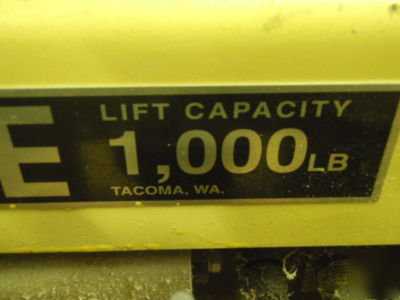 E
LIFT CAPACITY
1,000LB
TACOMA, WA.